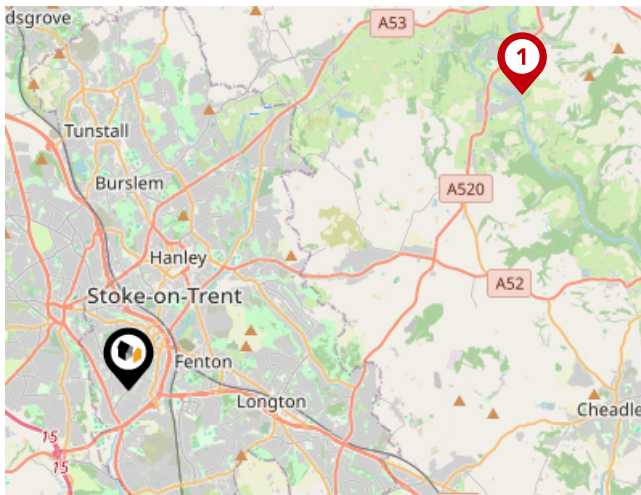 dsgrove
A53
1
Tunstall
Burslem
A520
Hanley
A52
Stoke-on-Trent
Fenton
Longton
Cheadle
15
15